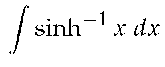 ∫ sinh⁻¹ x dx